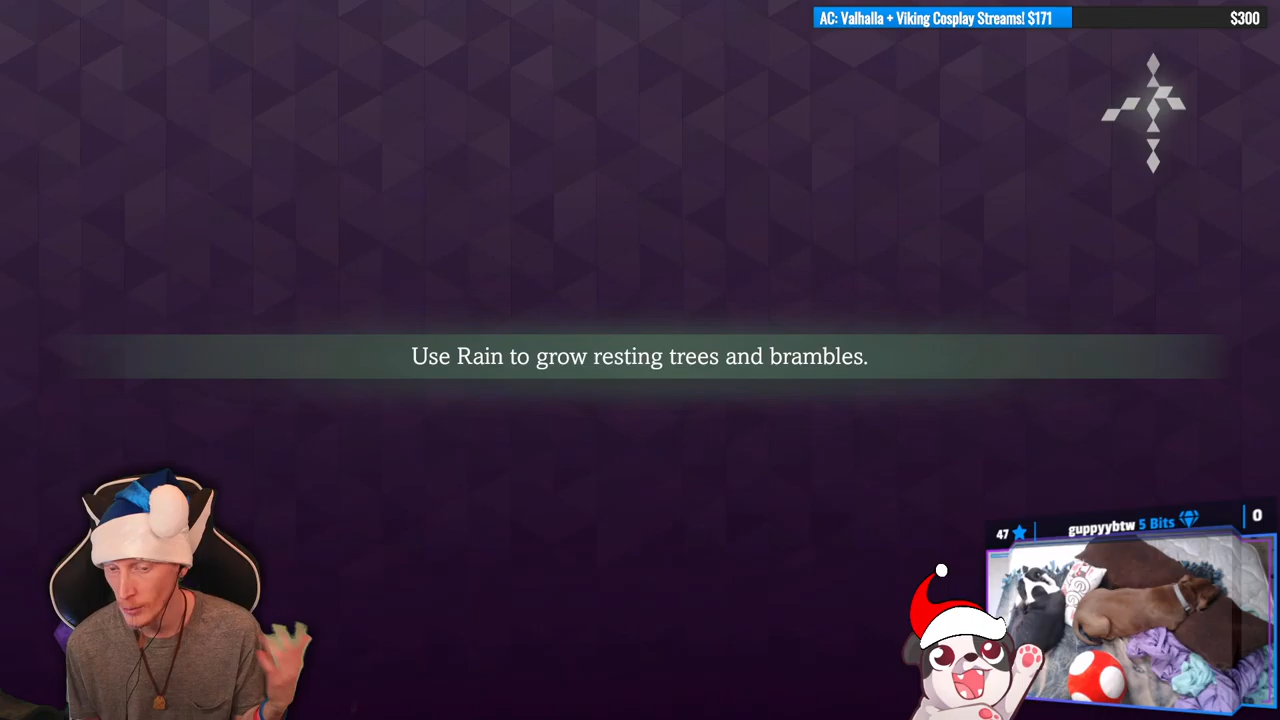 AC: Valhalla + Viking Cosplay Streams! $171 $300
Use Rain to grow resting trees and brambles.
47 guppyybtw 5 Bits 0